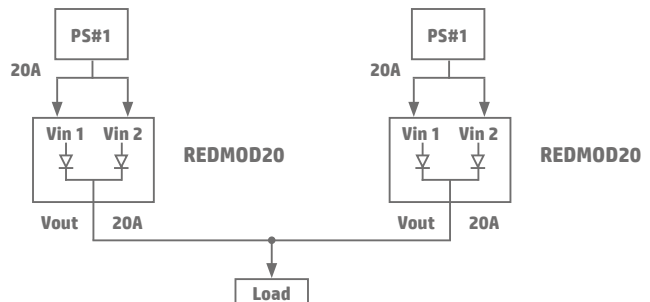 PS#1
PS#1
20A
20A
Vin 1 Vin 2
REDMOD20
Vin 1 Vin 2
REDMOD20
Vout 20A
Vout 20A
Load